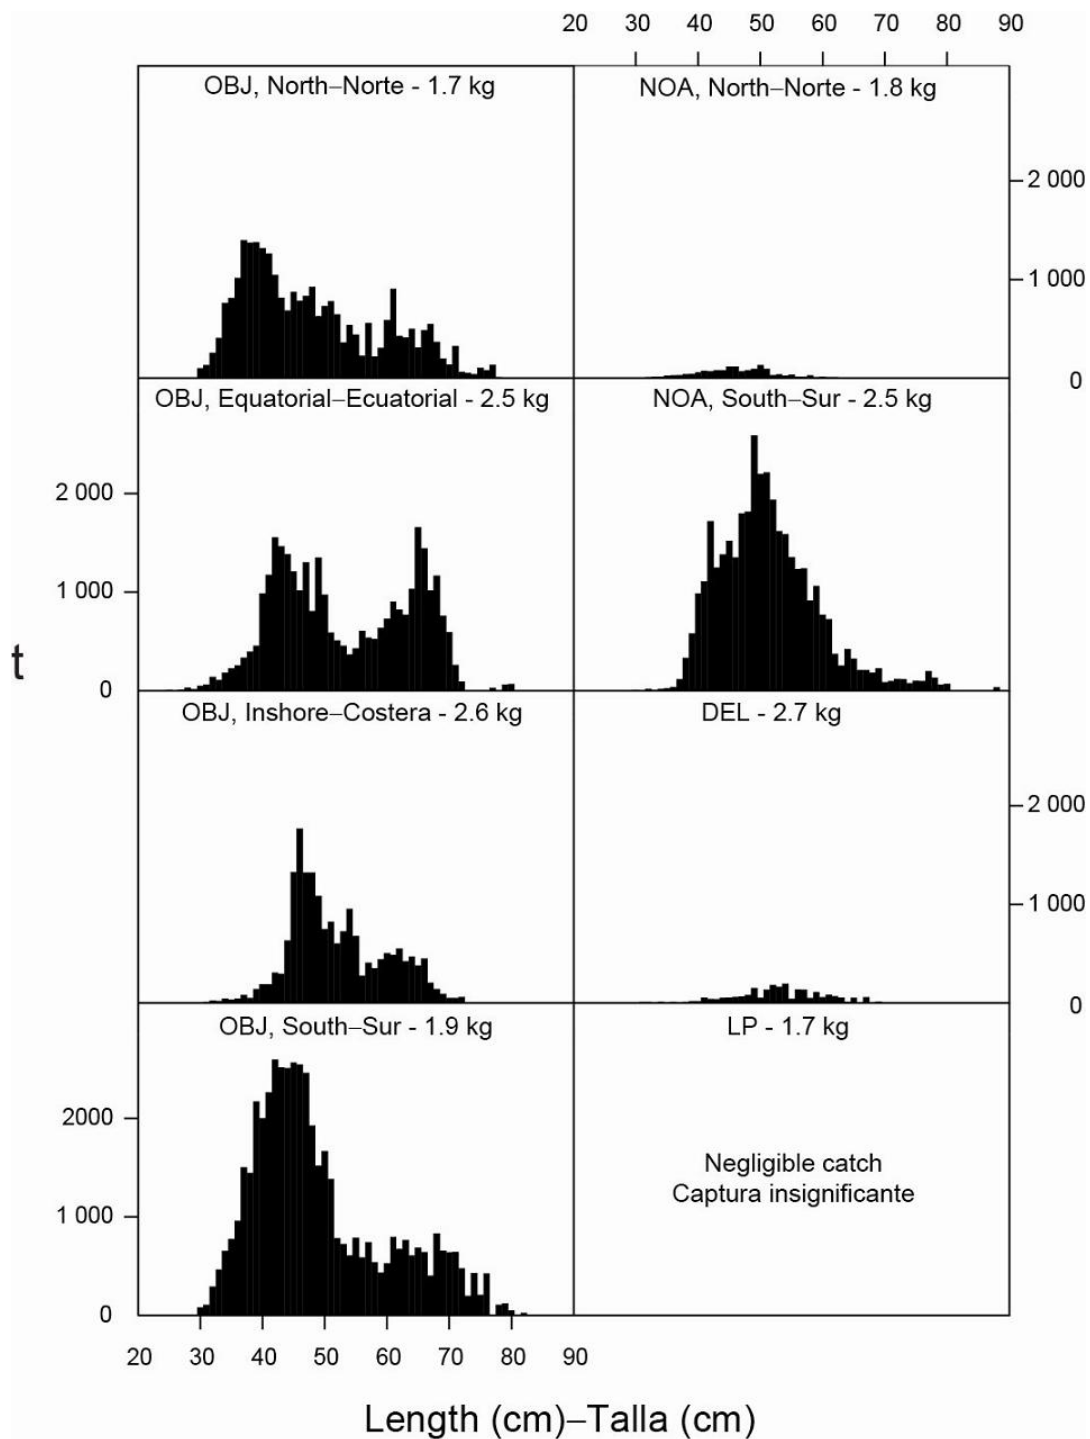 20 30 40 50 60 70 80 90
OBJ, North–Norte - 1.7 kg
NOA, North–Norte - 1.8 kg
2 000
1 000
0
OBJ, Equatorial–Ecuatorial - 2.5 kg
NOA, South–Sur - 2.5 kg
2 000
1 000
0
t
OBJ, Inshore–Costera - 2.6 kg
DEL - 2.7 kg
2 000
1 000
0
OBJ, South–Sur - 1.9 kg
LP - 1.7 kg
2000
1 000
0
Negligible catch
Captura insignificante
20 30 40 50 60 70 80 90
Length (cm)–Talla (cm)